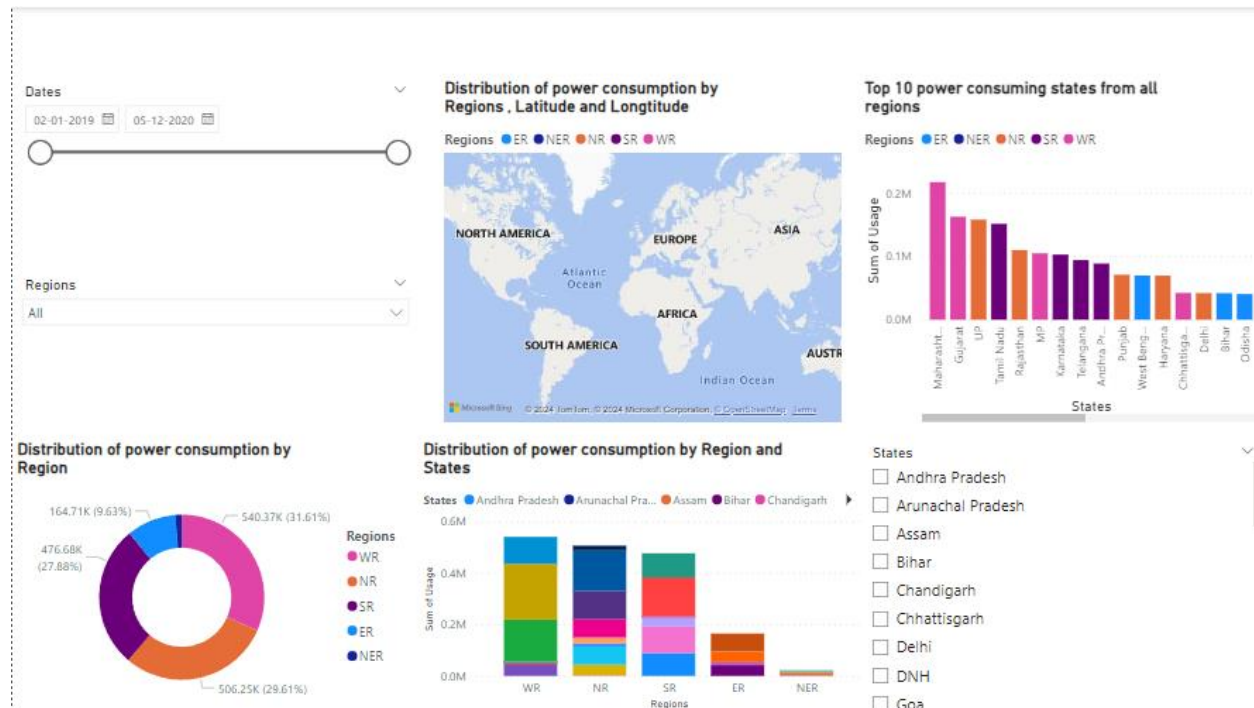 Dates
02-01-2019 05-12-2020
Regions
All
Distribution of power consumption by
Regions , Latitude and Longtitude
Regions ER NER NR SR WR
NORTH AMERICA
EUROPE
ASIA
Atlantic
Ocean
AFRICA
SOUTH AMERICA
AUSTR
Indian Ocean
Microsoft Bing © 2024 TomTom, © 2024 Microsoft Corporation, © OpenStreetMap Terms
Top 10 power consuming states from all
regions
Regions ER NER NR SR WR
Sum of Usage
0.2M
0.1M
0.0M
Maharasht...
Gujarat
UP
Tamil Nadu
Rajasthan
MP
Karnataka
Telangana
Andhra Pr...
Punjab
West Beng...
Haryana
Chhattisga...
Delhi
Bihar
Odisha
States
Distribution of power consumption by
Region
164.71K (9.63%)
540.37K (31.61%)
476.68K
(27.88%)
506.25K (29.61%)
Regions
WR
NR
SR
ER
NER
Distribution of power consumption by Region and
States
States Andhra Pradesh Arunachal Pra... Assam Bihar Chandigarh
Sum of Usage
0.6M
0.4M
0.2M
0.0M
WR NR SR ER NER
Regions
States
Andhra Pradesh
Arunachal Pradesh
Assam
Bihar
Chandigarh
Chhattisgarh
Delhi
DNH
Goa